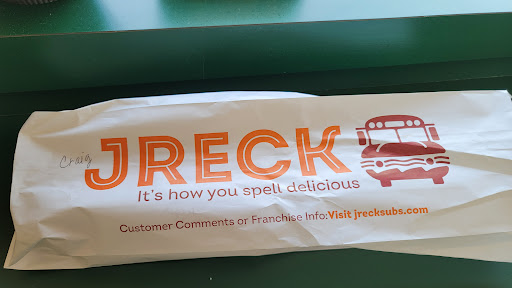 Craig
JRECK
It's how you spell delicious
Customer Comments or Franchise Info:Visit jrecksubs.com